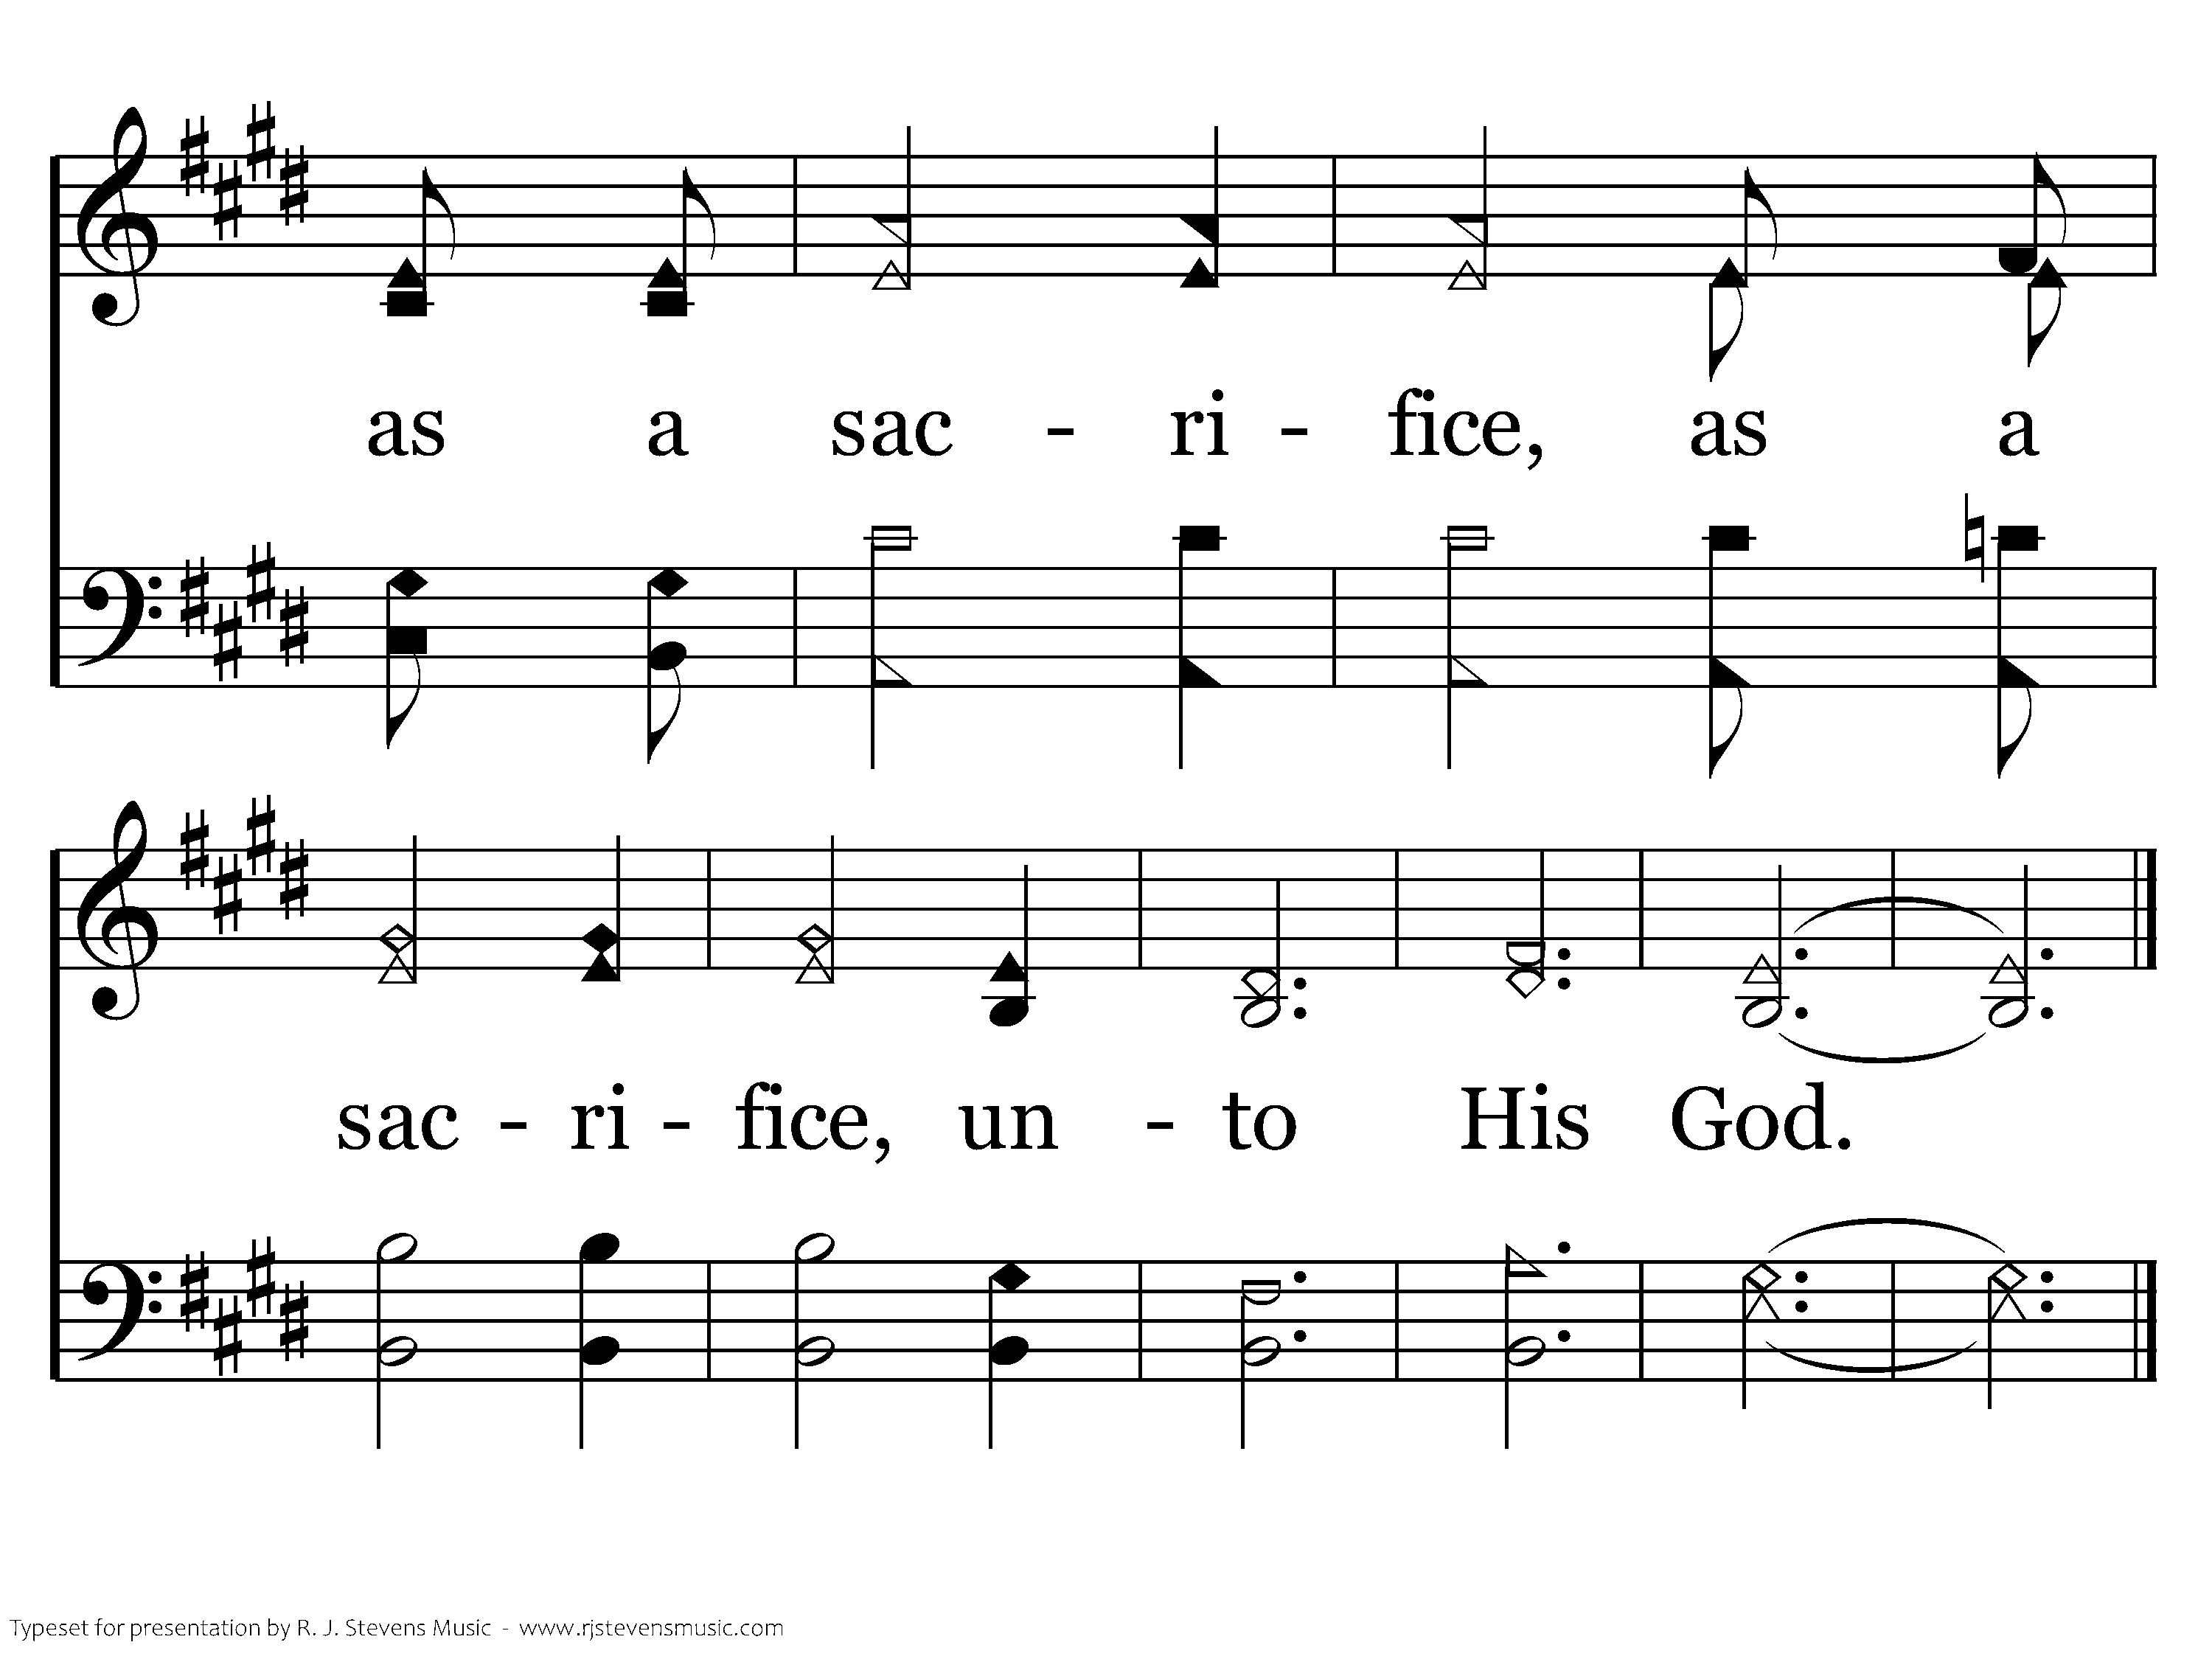 as a sac - ri - fice, as a
sac - ri - fice, un - to His God.
Typeset for presentation by R. J. Stevens Music - www.rjstevensmusic.com